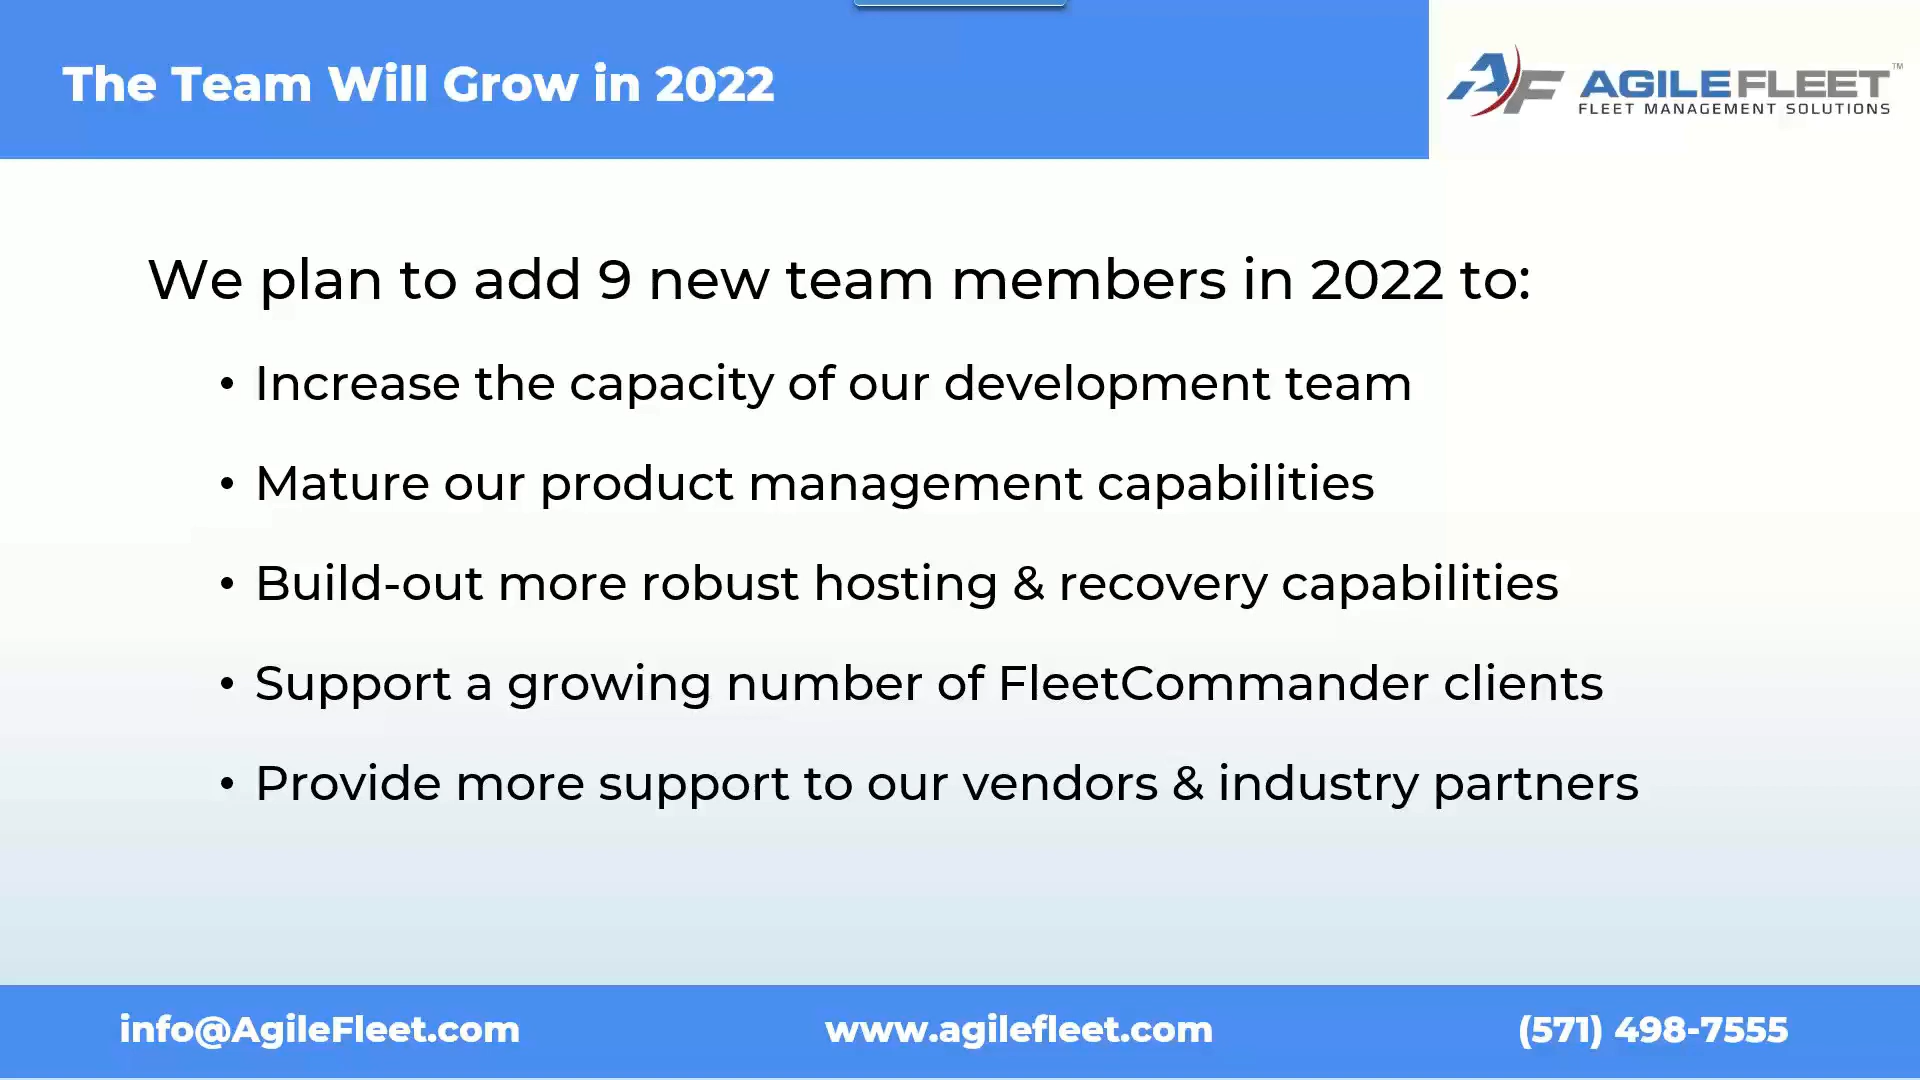 The Team Will Grow in 2022
AF AGILEFLEET™
FLEET MANAGEMENT SOLUTIONS
We plan to add 9 new team members in 2022 to:
• Increase the capacity of our development team
• Mature our product management capabilities
• Build-out more robust hosting & recovery capabilities
• Support a growing number of FleetCommander clients
• Provide more support to our vendors & industry partners
info@AgileFleet.com www.agilefleet.com (571) 498-7555